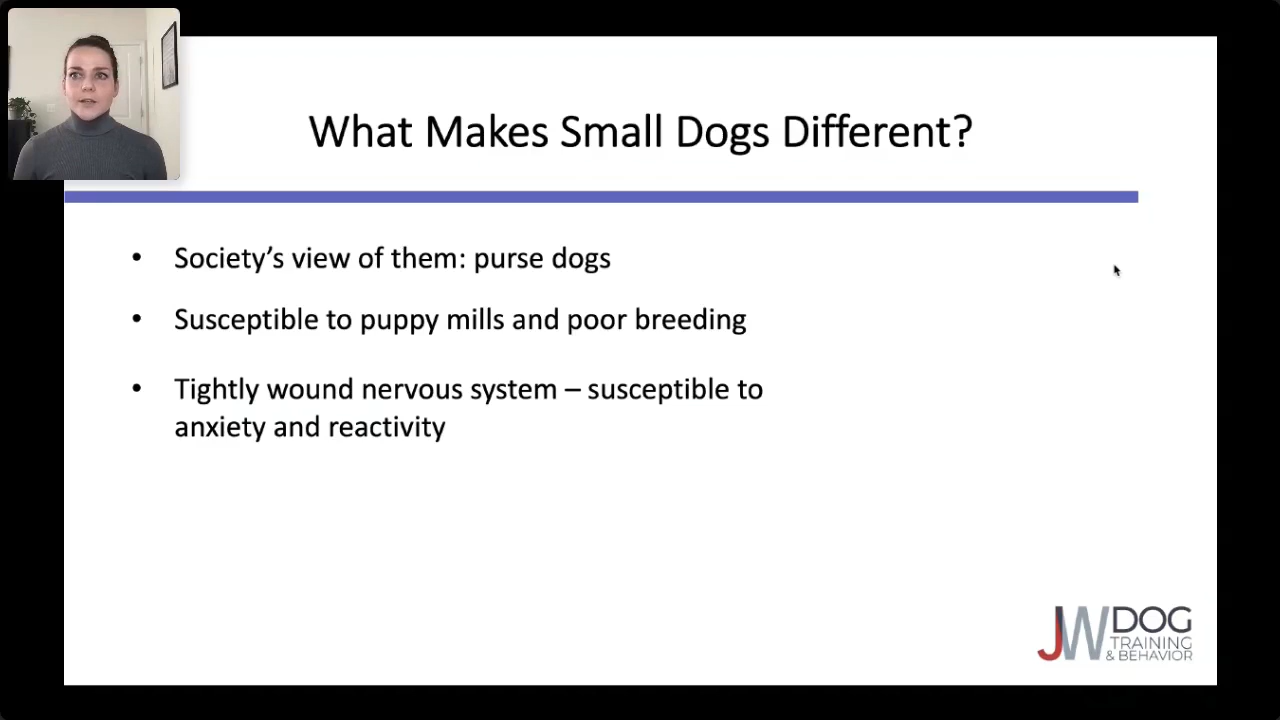 What Makes Small Dogs Different?
• Society’s view of them: purse dogs
• Susceptible to puppy mills and poor breeding
• Tightly wound nervous system – susceptible to
anxiety and reactivity
JW DOG
TRAINING
& BEHAVIOR